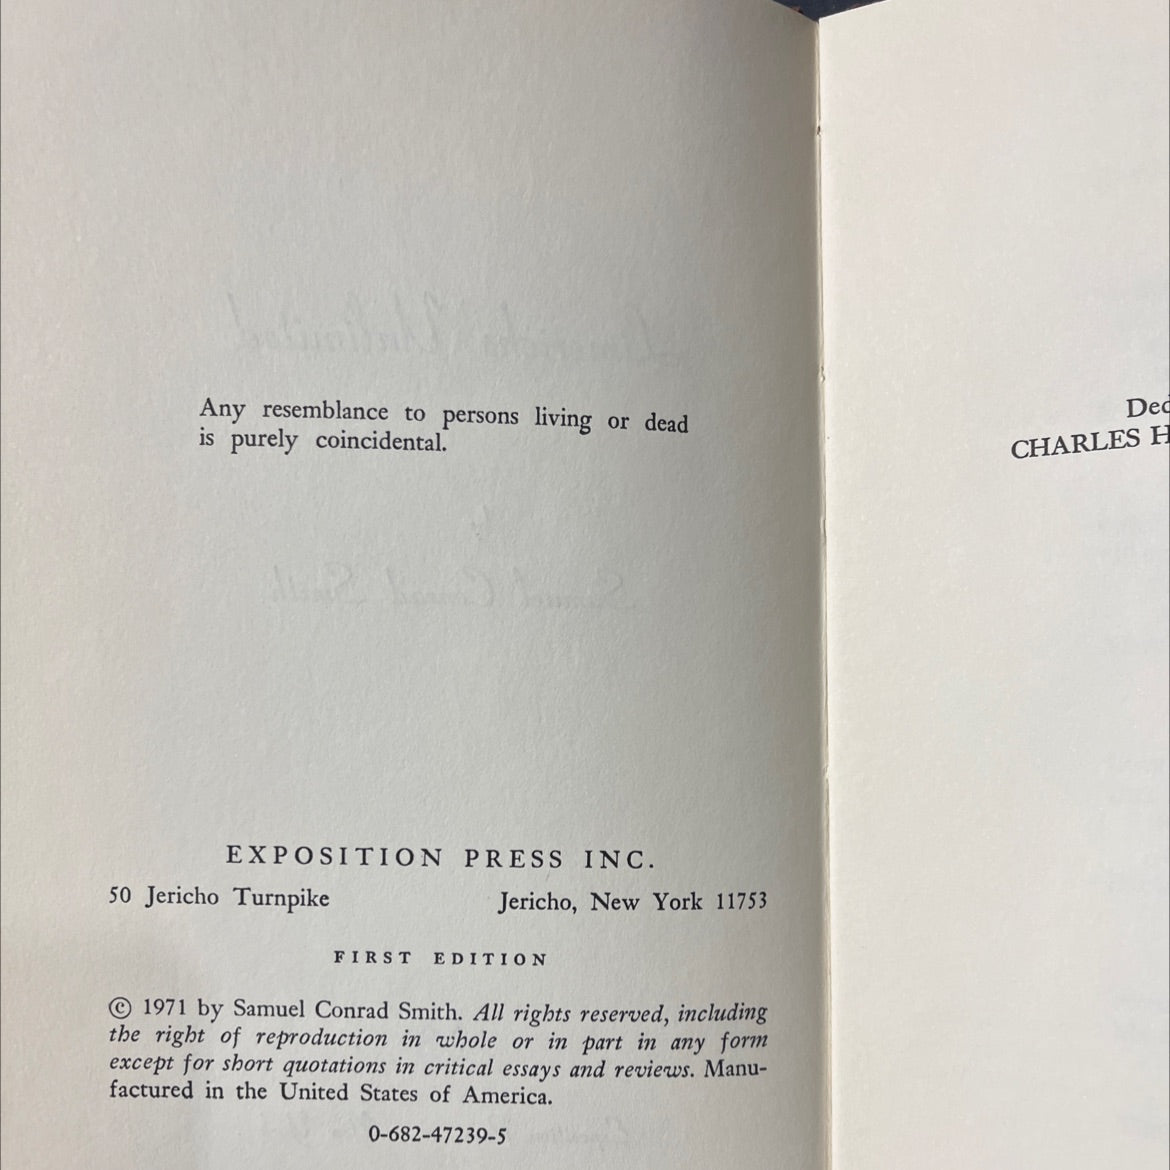 Any resemblance to persons living or dead
is purely coincidental.
EXPOSITION PRESS INC.
50 Jericho Turnpike Jericho, New York 11753
FIRST EDITION
© 1971 by Samuel Conrad Smith. All rights reserved, including
the right of reproduction in whole or in part in any form
except for short quotations in critical essays and reviews. Manu-
factured in the United States of America.
0-682-47239-5
Ded
CHARLES H